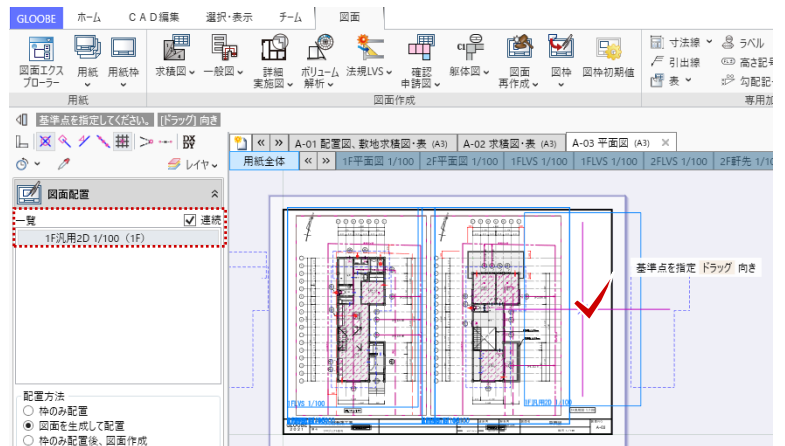 GLOOBE ホーム CAD編集 選択・表示 チーム 図面
図面エクスプローラー 用紙 用紙枠 求積図 一般図 詳細実施図 ボリューム解析 法規LVS 確認申請図 躯体図 図面再作成 図枠 図枠初期値
寸法線 ラベル
引出線 高さ記号
表 勾配記
用紙 図面作成 専用加
基準点を指定してください。 [ドラッグ] 向き
レイヤ
A-01 配置図、敷地求積図・表 (A3) A-02 求積図・表 (A3) A-03 平面図 (A3)
用紙全体 1F平面図 1/100 2F平面図 1/100 1FLVS 1/100 1FLVS 1/100 2FLVS 1/100 2F軒先 1/10
図面配置
一覧 連続
1F汎用2D 1/100 (1F)
基準点を指定 ドラッグ 向き
1FLVS 1/100
1F汎用2D 1/100
2021
A-03
配置方法
枠のみ配置
図面を生成して配置
枠のみ配置後、図面作成